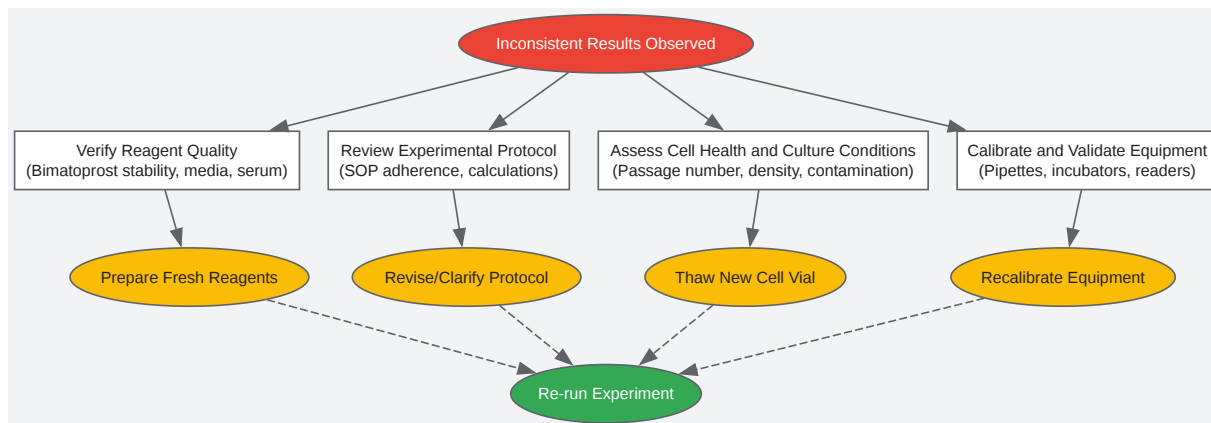 Inconsistent Results Observed
Verify Reagent Quality
(Bimatoprost stability, media, serum)
Review Experimental Protocol
(SOP adherence, calculations)
Assess Cell Health and Culture Conditions
(Passage number, density, contamination)
Calibrate and Validate Equipment
(Pipettes, incubators, readers)
Prepare Fresh Reagents
Revise/Clarify Protocol
Thaw New Cell Vial
Recalibrate Equipment
Re-run Experiment